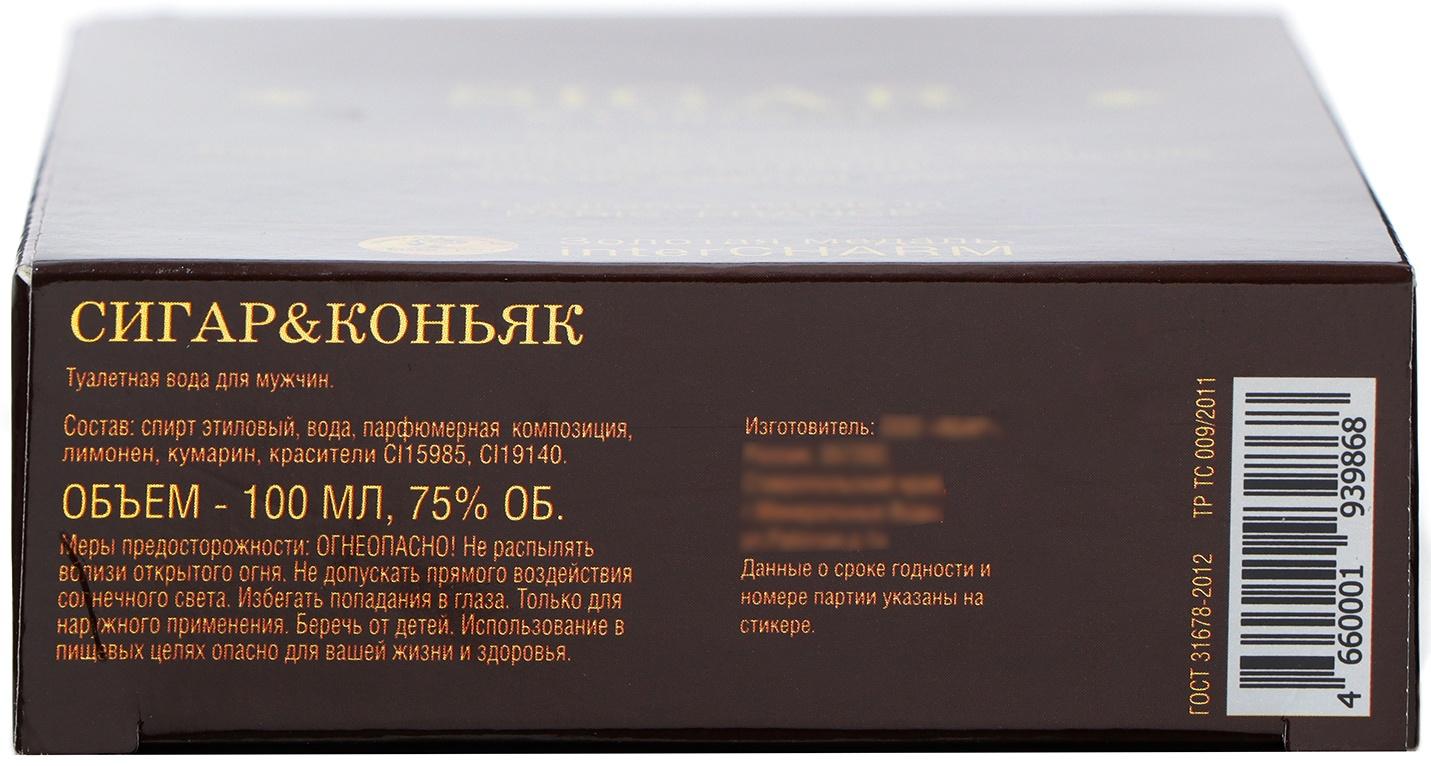 Золотая медаль
interCHARM
СИГАР&КОНЬЯК
Туалетная вода для мужчин.
Состав: спирт этиловый, вода, парфюмерная композиция,
лимонен, кумарин, красители CI15985, CI19140.
ОБЪЕМ - 100 МЛ, 75% ОБ.
Меры предосторожности: ОГНЕОПАСНО! Не распылять
вблизи открытого огня. Не допускать прямого воздействия
солнечного света. Избегать попадания в глаза. Только для
наружного применения. Беречь от детей. Использование в
пищевых целях опасно для вашей жизни и здоровья.
Изготовитель:
Данные о сроке годности и
номере партии указаны на
стикере.
ГОСТ 31678-2012 ТР ТС 009/2011
4 660001 939868